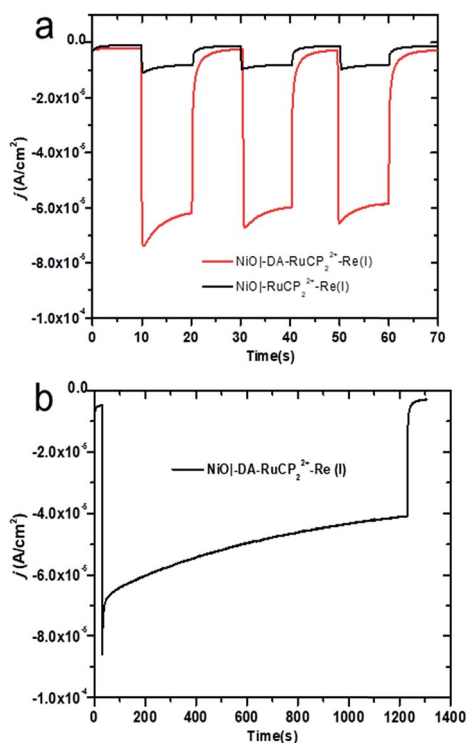 a
0.0
-2.0x10⁻⁵
-4.0x10⁻⁵
-6.0x10⁻⁵
-8.0x10⁻⁵
-1.0x10⁻⁴
j (A/cm²)
NiO|-DA-RuCP₂²⁺-Re(I)
NiO|-RuCP₂²⁺-Re(I)
0 10 20 30 40 50 60 70
Time(s)
b
0.0
-2.0x10⁻⁵
-4.0x10⁻⁵
-6.0x10⁻⁵
-8.0x10⁻⁵
-1.0x10⁻⁴
j (A/cm²)
NiO|-DA-RuCP₂²⁺-Re (I)
0 200 400 600 800 1000 1200 1400
Time(s)